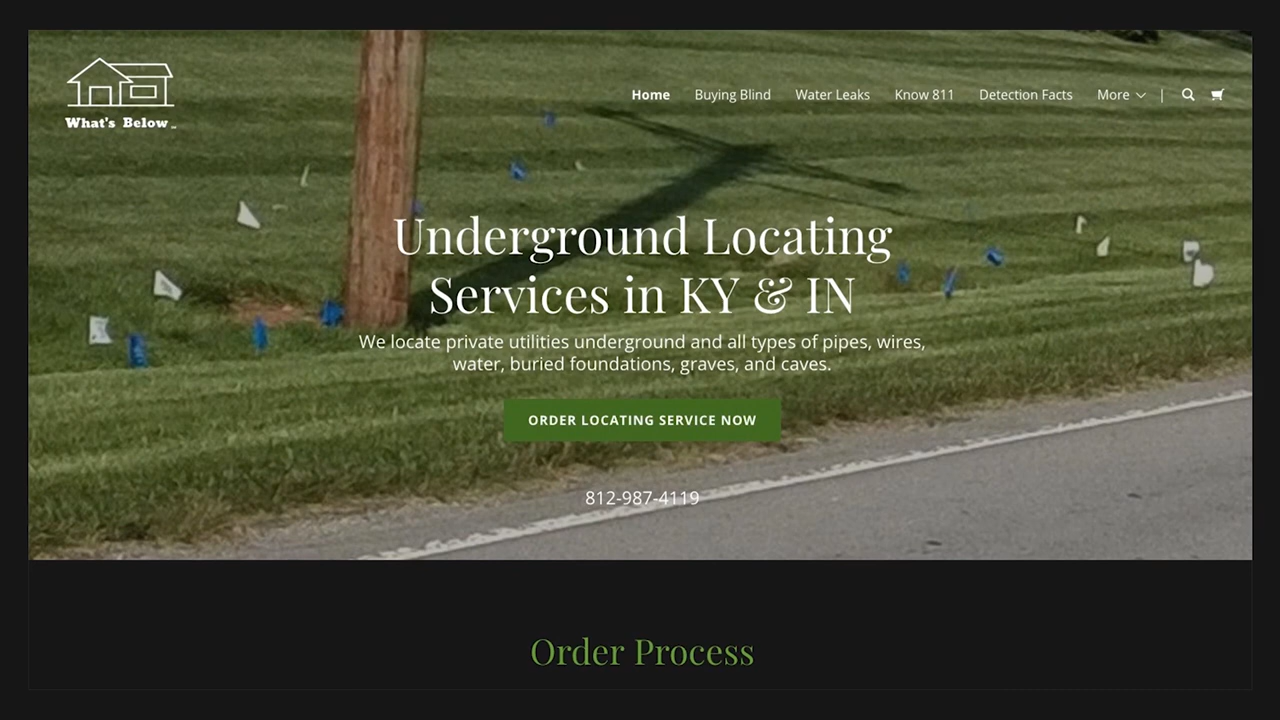 What's Below
Home Buying Blind Water Leaks Know 811 Detection Facts More
Underground Locating
Services in KY & IN
We locate private utilities underground and all types of pipes, wires,
water, buried foundations, graves, and caves.
ORDER LOCATING SERVICE NOW
812-987-4119
Order Process